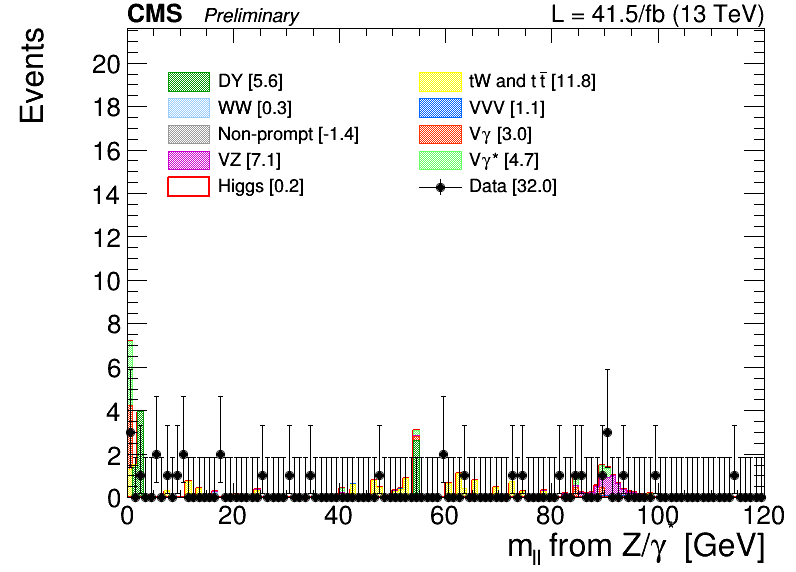 CMS Preliminary L = 41.5/fb (13 TeV)
Events
20
18
16
14
12
10
8
6
4
2
0
DY [5.6]
WW [0.3]
Non-prompt [-1.4]
VZ [7.1]
Higgs [0.2]
tW and t t̄ [11.8]
VVV [1.1]
Vγ [3.0]
Vγ* [4.7]
Data [32.0]
0 20 40 60 80 100 120
m_ll from Z/γ* [GeV]